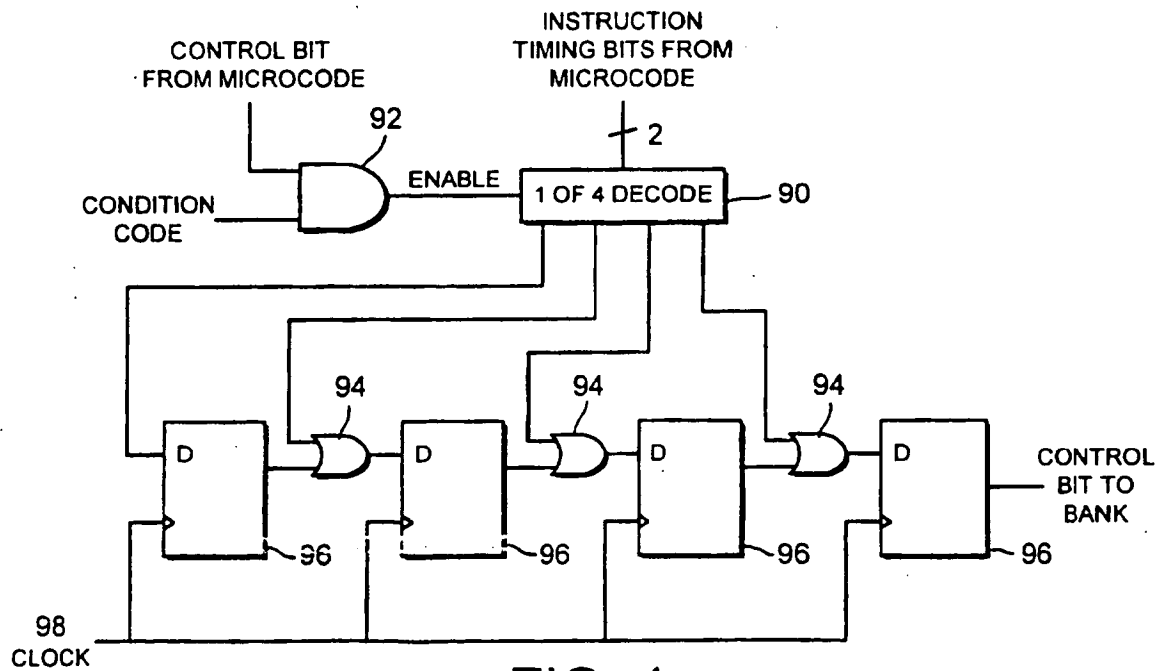 INSTRUCTION
TIMING BITS FROM
MICROCODE
CONTROL BIT
FROM MICROCODE
92
2
ENABLE
1 OF 4 DECODE
90
CONDITION
CODE
94
94
94
D
D
D
D
CONTROL
BIT TO
BANK
96
96
96
96
98
CLOCK